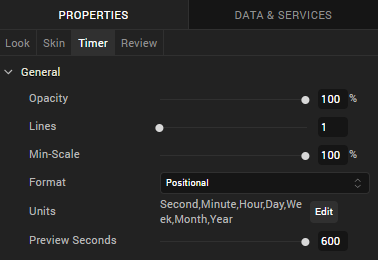 PROPERTIES
DATA & SERVICES
Look
Skin
Timer
Review
General
Opacity 100 %
Lines 1
Min-Scale 100 %
Format Positional
Units Second,Minute,Hour,Day,We
ek,Month,Year
Edit
Preview Seconds 600